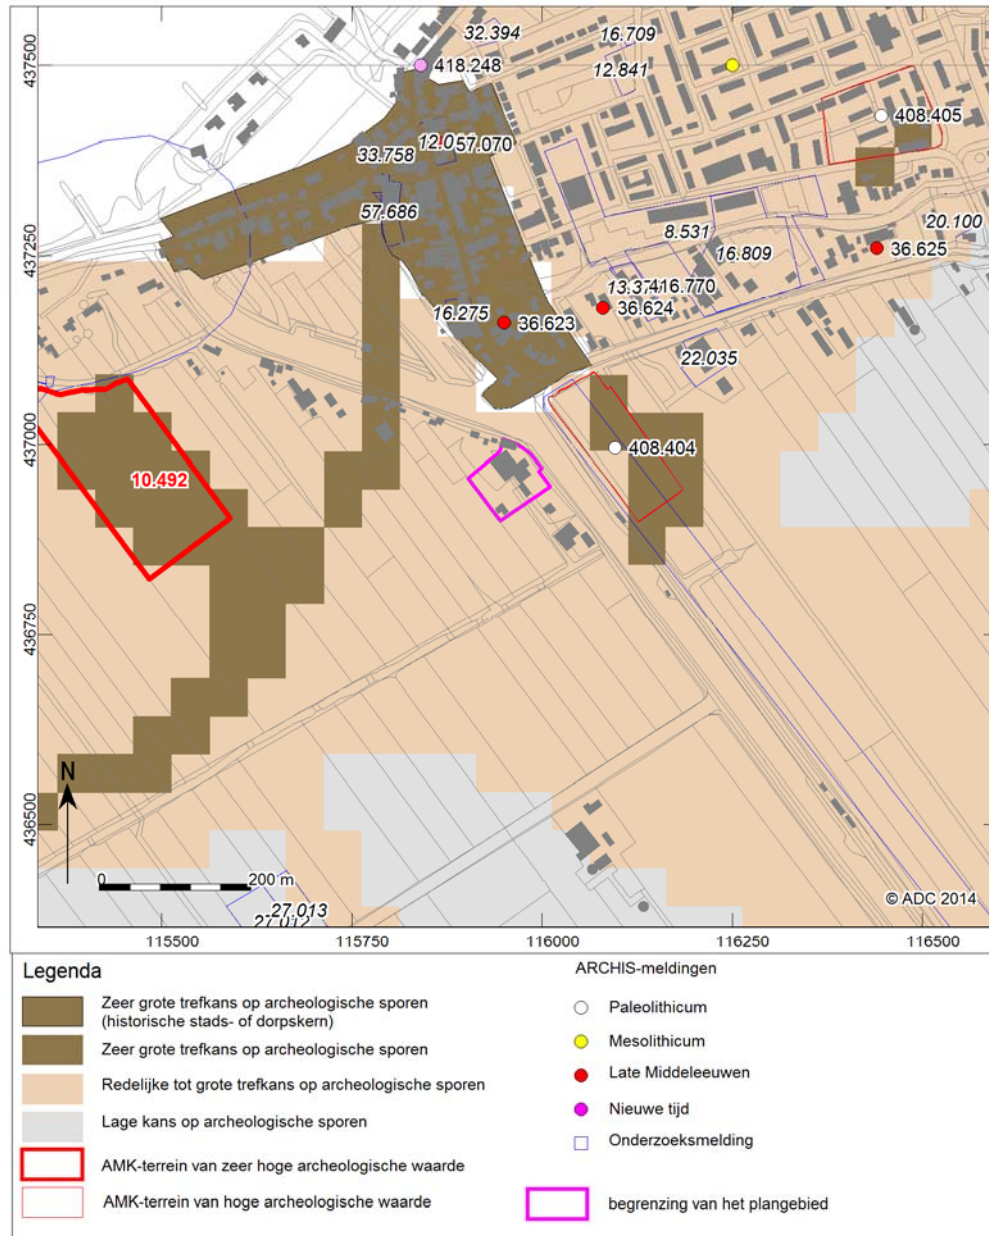 32.394
16.709
437500
418.248
12.841
408.405
57.070
33.758
57.686
20.100
8.531
36.625
437250
16.809
416.770
16.275
36.624
36.623
22.035
437000
408.404
10.492
436750
N
436500
0
200 m
© ADC 2014
27.013
115500
115750
116000
116250
116500
Legenda
Zeer grote trefkans op archeologische sporen
(historische stads- of dorpskern)
Zeer grote trefkans op archeologische sporen
Redelijke tot grote trefkans op archeologische sporen
Lage kans op archeologische sporen
AMK-terrein van zeer hoge archeologische waarde
AMK-terrein van hoge archeologische waarde
ARCHIS-meldingen
Paleolithicum
Mesolithicum
Late Middeleeuwen
Nieuwe tijd
Onderzoeksmelding
begrenzing van het plangebied